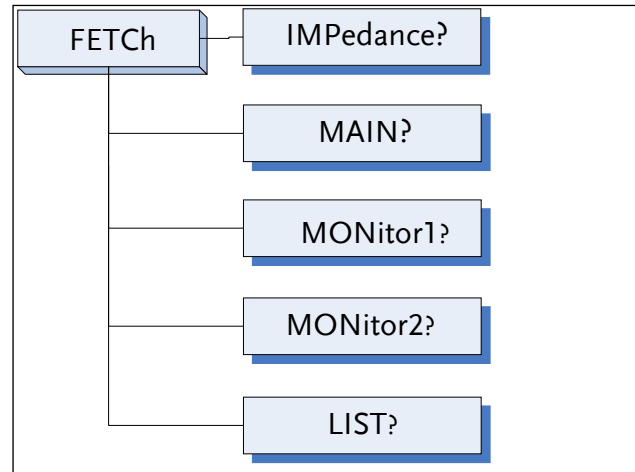 FETCh
IMPedance?
MAIN?
MONitor1?
MONitor2?
LIST?